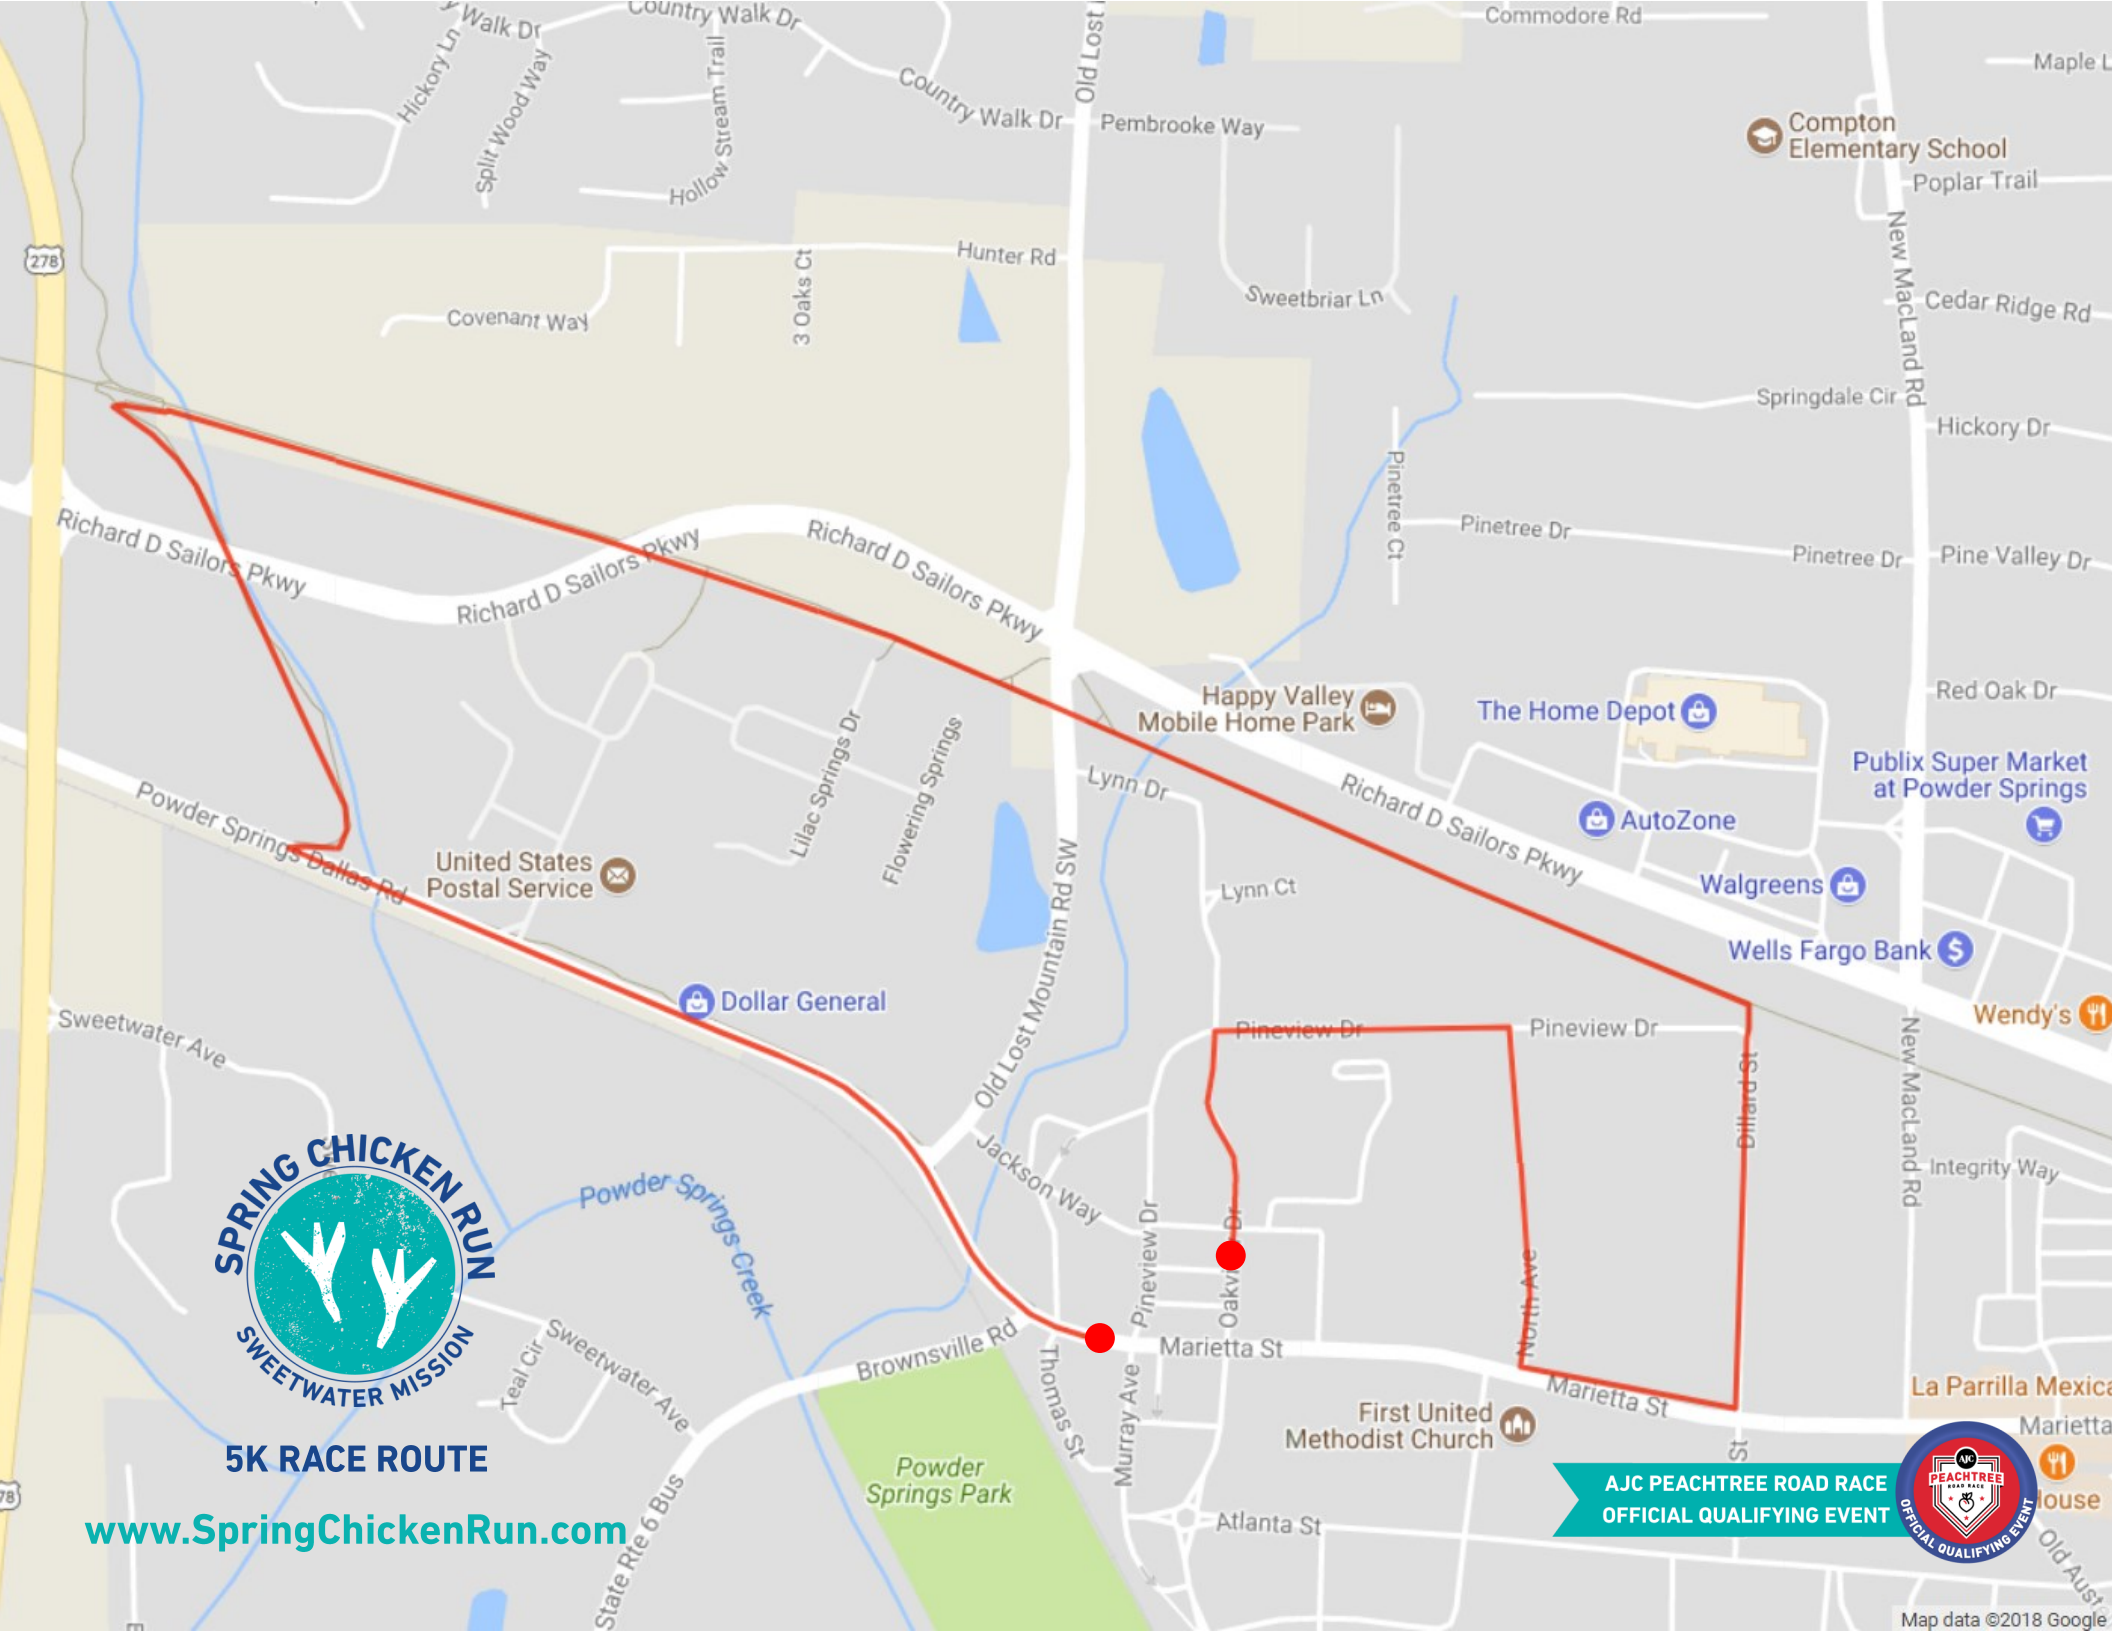 Walk Dr
Country Walk Dr
Hickory Ln
Split Wood Way
Hollow Stream Trail
Country Walk Dr
Old Lost
Pembrooke Way
Commodore Rd
Maple L
Compton
Elementary School
Poplar Trail
278
Hunter Rd
3 Oaks Ct
Covenant Way
Sweetbriar Ln
New MacLand Rd
Cedar Ridge Rd
Springdale Cir
Hickory Dr
Pinetree Ct
Pinetree Dr
Pinetree Dr
Pine Valley Dr
Richard D Sailors Pkwy
Richard D Sailors Pkwy
Richard D Sailors Pkwy
Happy Valley
Mobile Home Park
The Home Depot
Red Oak Dr
Publix Super Market
at Powder Springs
Lynn Dr
Richard D Sailors Pkwy
AutoZone
Walgreens
Wells Fargo Bank
Wendy's
Powder Springs Dallas Rd
United States
Postal Service
Lilac Springs Dr
Flowering Springs
Old Lost Mountain Rd SW
Lynn Ct
Dollar General
Sweetwater Ave
Pineview Dr
Pineview Dr
Dillard St
New MacLand Rd
Integrity Way
Jackson Way
Pineview Dr
Oakvi
Dr
North Ave
Powder Springs Creek
SPRING CHICKEN RUN
SWEETWATER MISSION
5K RACE ROUTE
www.SpringChickenRun.com
Teal Cir
Sweetwater Ave
Brownsville Rd
Marietta St
Marietta St
Thomas St
Murray Ave
First United
Methodist Church
La Parrilla Mexica
Marietta
St
Powder
Springs Park
State Rte 6 Bus
Atlanta St
78
AJC PEACHTREE ROAD RACE
OFFICIAL QUALIFYING EVENT
AJC
PEACHTREE
ROAD RACE
OFFICIAL QUALIFYING EVENT
House
Old Aust
Map data ©2018 Google